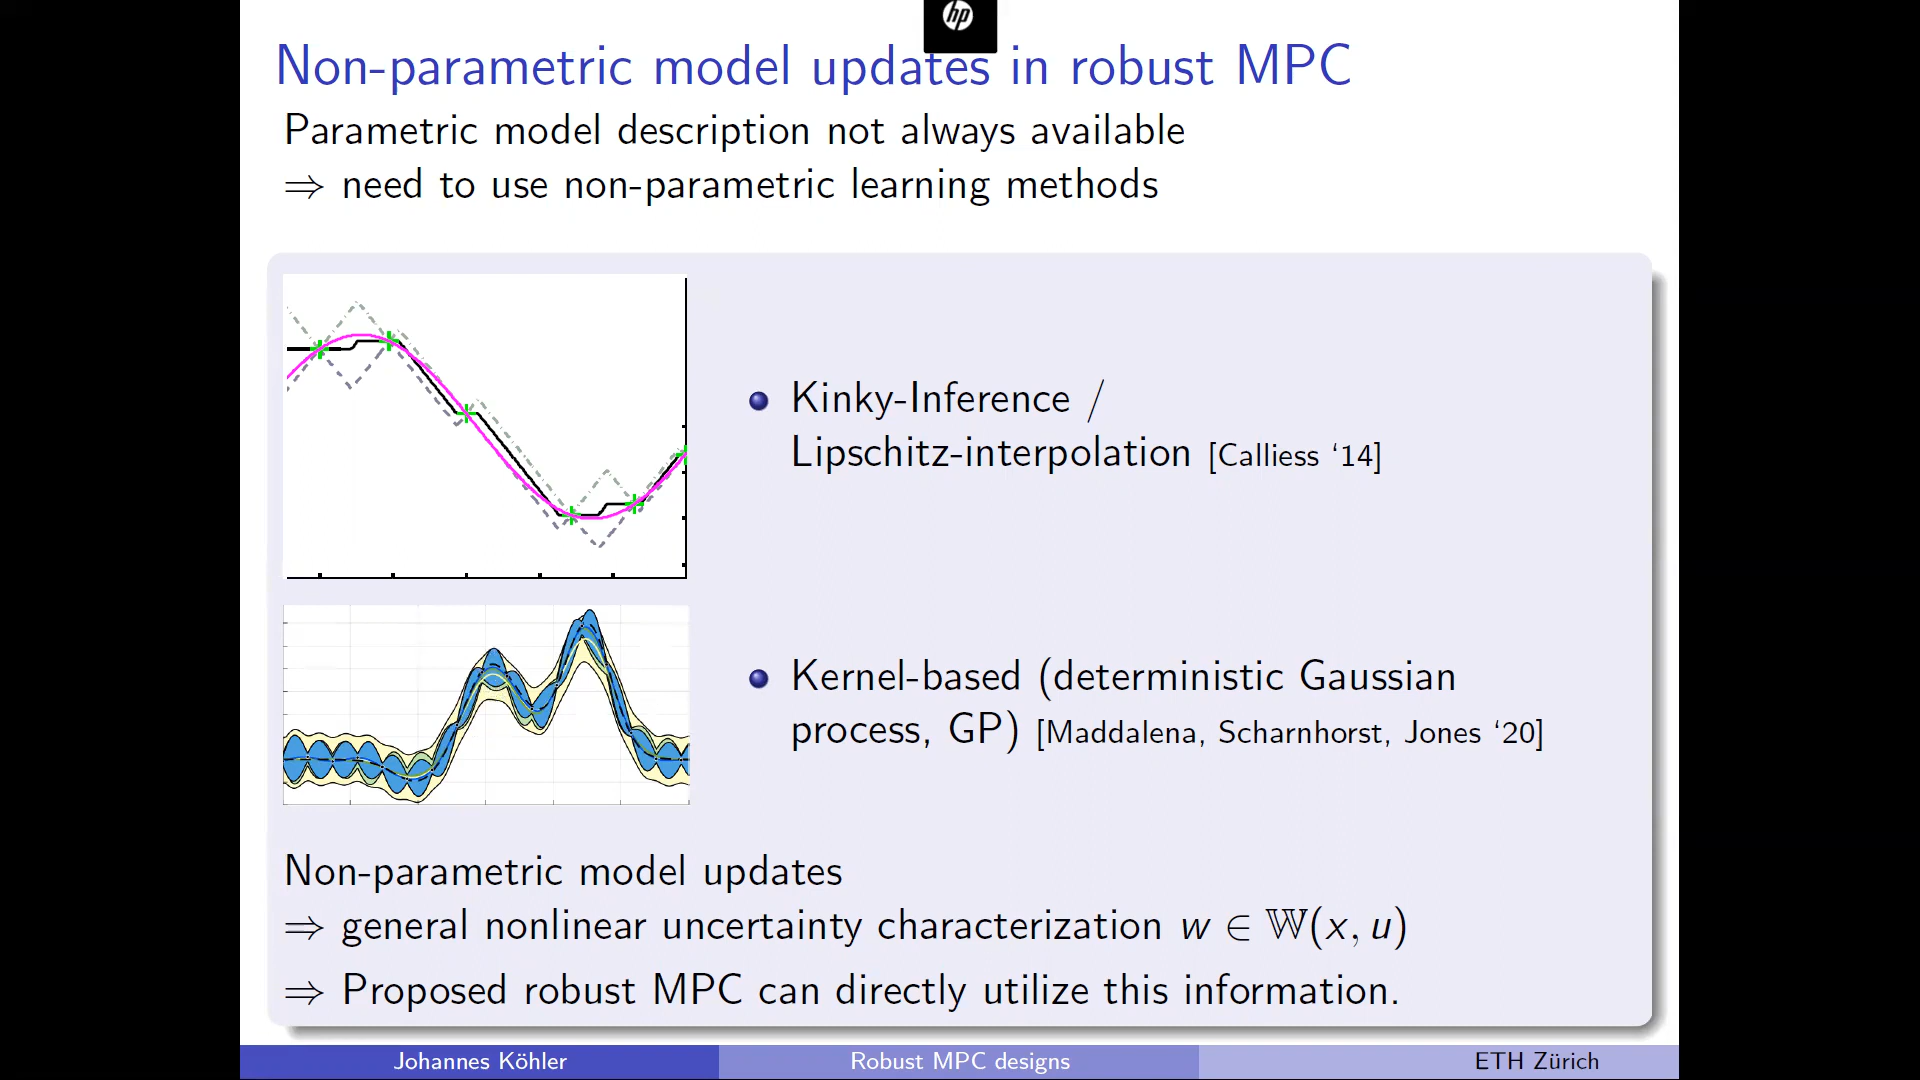 hp
Non-parametric model updates in robust MPC
Parametric model description not always available
⇒ need to use non-parametric learning methods
Kinky-Inference /
Lipschitz-interpolation [Calliess ‘14]
Kernel-based (deterministic Gaussian
process, GP) [Maddalena, Scharnhorst, Jones ‘20]
Non-parametric model updates
⇒ general nonlinear uncertainty characterization w ∈ 𝕎(x, u)
⇒ Proposed robust MPC can directly utilize this information.
Johannes Köhler Robust MPC designs ETH Zürich